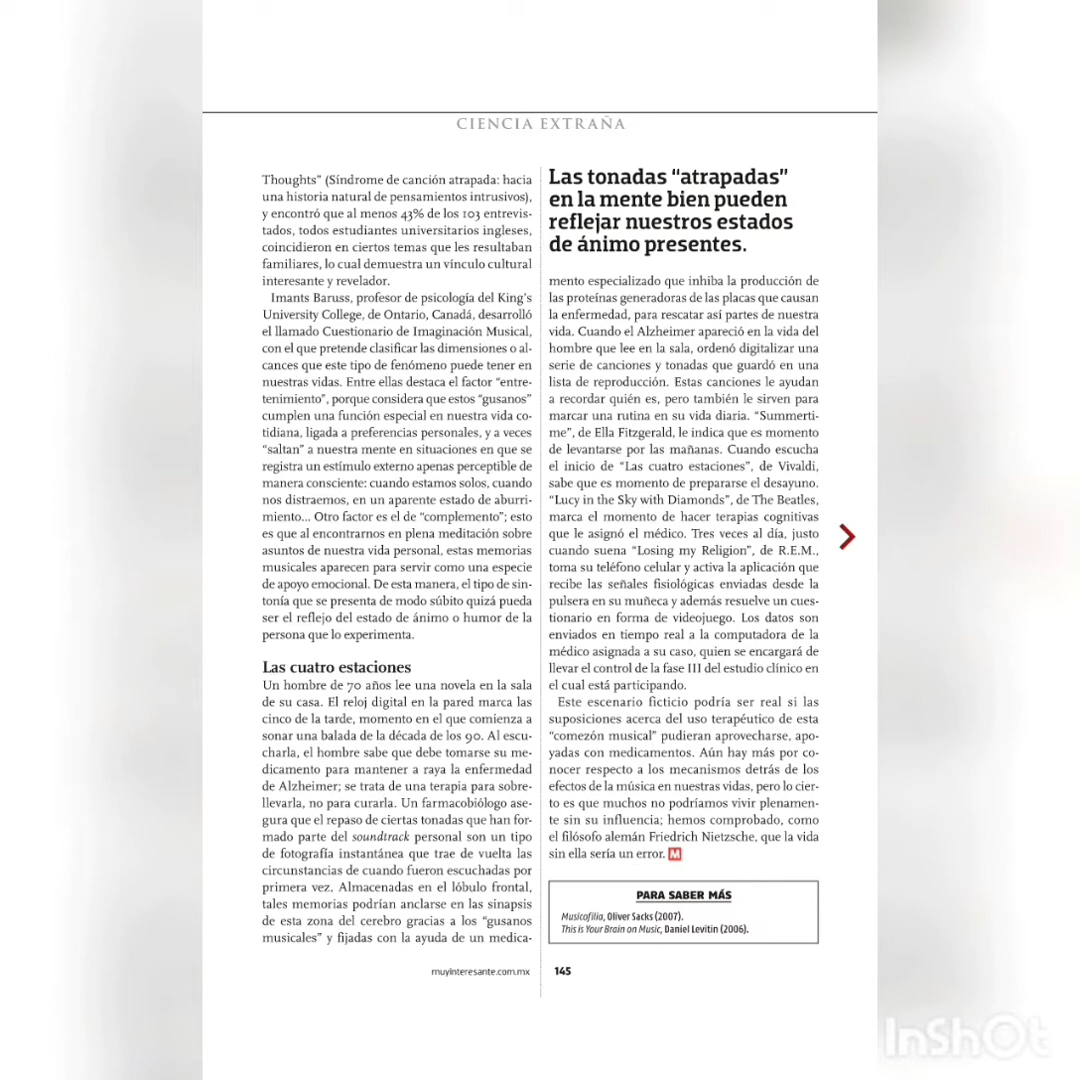 CIENCIA EXTRAÑA
Thoughts" (Síndrome de canción atrapada: hacia
una historia natural de pensamientos intrusivos),
y encontró que al menos 43% de los 103 entrevis-
tados, todos estudiantes universitarios ingleses,
coincidieron en ciertos temas que les resultaban
familiares, lo cual demuestra un vínculo cultural
interesante y revelador.
Imants Baruss, profesor de psicología del King's
University College, de Ontario, Canadá, desarrolló
el llamado Cuestionario de Imaginación Musical,
con el que pretende clasificar las dimensiones o al-
cances que este tipo de fenómeno puede tener en
nuestras vidas. Entre ellas destaca el factor "entre-
tenimiento", porque considera que estos "gusanos"
cumplen una función especial en nuestra vida co-
tidiana, ligada a preferencias personales, y a veces
"saltan" a nuestra mente en situaciones en que se
registra un estímulo externo apenas perceptible de
manera consciente: cuando estamos solos, cuando
nos distraemos, en un aparente estado de aburri-
miento... Otro factor es el de "complemento"; esto
es que al encontrarnos en plena meditación sobre
asuntos de nuestra vida personal, estas memorias
musicales aparecen para servir como una especie
de apoyo emocional. De esta manera, el tipo de sin-
tonía que se presenta de modo súbito quizá pueda
ser el reflejo del estado de ánimo o humor de la
persona que lo experimenta.
Las cuatro estaciones
Un hombre de 70 años lee una novela en la sala
de su casa. El reloj digital en la pared marca las
cinco de la tarde, momento en el que comienza a
sonar una balada de la década de los 90. Al escu-
charla, el hombre sabe que debe tomarse su me-
dicamento para mantener a raya la enfermedad
de Alzheimer; se trata de una terapia para sobre-
llevarla, no para curarla. Un farmacobiólogo ase-
gura que el repaso de ciertas tonadas que han for-
mado parte del soundtrack personal son un tipo
de fotografía instantánea que trae de vuelta las
circunstancias de cuando fueron escuchadas por
primera vez. Almacenadas en el lóbulo frontal,
tales memorias podrían anclarse en las sinapsis
de esta zona del cerebro gracias a los "gusanos
musicales" y fijadas con la ayuda de un medica-
Las tonadas "atrapadas"
en la mente bien pueden
reflejar nuestros estados
de ánimo presentes.
mento especializado que inhiba la producción de
las proteínas generadoras de las placas que causan
la enfermedad, para rescatar así partes de nuestra
vida. Cuando el Alzheimer apareció en la vida del
hombre que lee en la sala, ordenó digitalizar una
serie de canciones y tonadas que guardó en una
lista de reproducción. Estas canciones le ayudan
a recordar quién es, pero también le sirven para
marcar una rutina en su vida diaria. "Summerti-
me", de Ella Fitzgerald, le indica que es momento
de levantarse por las mañanas. Cuando escucha
el inicio de "Las cuatro estaciones", de Vivaldi,
sabe que es momento de prepararse el desayuno.
"Lucy in the Sky with Diamonds", de The Beatles,
marca el momento de hacer terapias cognitivas
que le asignó el médico. Tres veces al día, justo
cuando suena "Losing my Religion", de R.E.M.,
toma su teléfono celular y activa la aplicación que
recibe las señales fisiológicas enviadas desde la
pulsera en su muñeca y además resuelve un cues-
tionario en forma de videojuego. Los datos son
enviados en tiempo real a la computadora de la
médico asignada a su caso, quien se encargará de
llevar el control de la fase III del estudio clínico en
el cual está participando.
Este escenario ficticio podría ser real si las
suposiciones acerca del uso terapéutico de esta
"comezón musical" pudieran aprovecharse, apo-
yadas con medicamentos. Aún hay más por co-
nocer respecto a los mecanismos detrás de los
efectos de la música en nuestras vidas, pero lo cier-
to es que muchos no podríamos vivir plenamen-
te sin su influencia; hemos comprobado, como
el filósofo alemán Friedrich Nietzsche, que la vida
sin ella sería un error. M
PARA SABER MÁS
Musicofilia, Oliver Sacks (2007).
This is Your Brain on Music, Daniel Levitin (2006).
muyinteresante.com.mx 145
InShOt